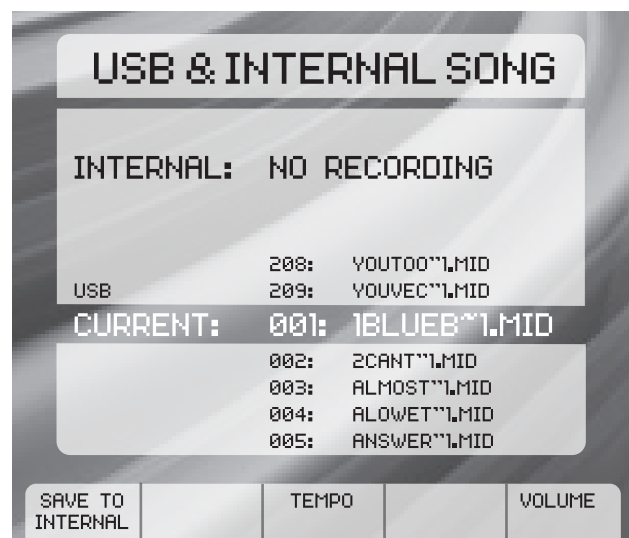 USB & INTERNAL SONG
INTERNAL: NO RECORDING
208: YOUTOO~1.MID
USB 209: YOUVEC~1.MID
CURRENT: 001: 1BLUEB~1.MID
002: 2CANT~1.MID
003: ALMOST~1.MID
004: ALOWET~1.MID
005: ANSWER~1.MID
SAVE TO TEMPO VOLUME
INTERNAL